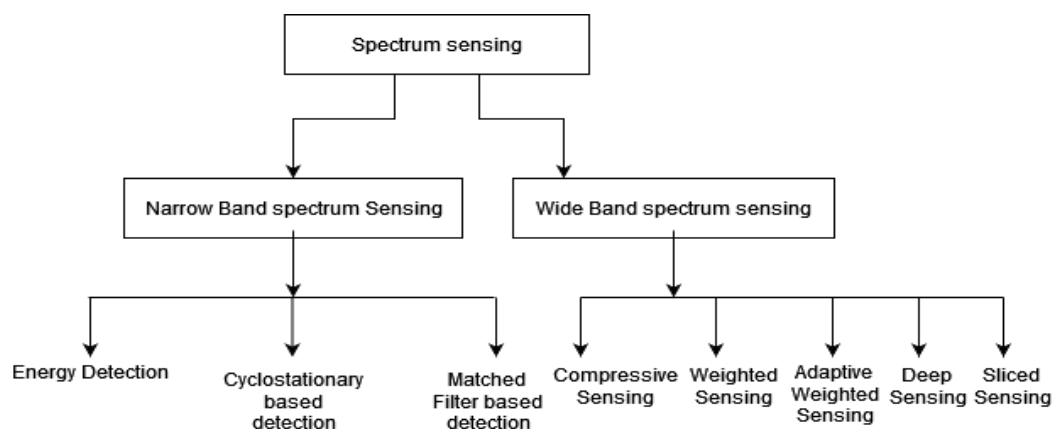 Spectrum sensing
Narrow Band spectrum Sensing
Wide Band spectrum sensing
Energy Detection
Cyclostationary
based
detection
Matched
Filter based
detection
Compressive
Sensing
Weighted
Sensing
Adaptive
Weighted
Sensing
Deep
Sensing
Sliced
Sensing